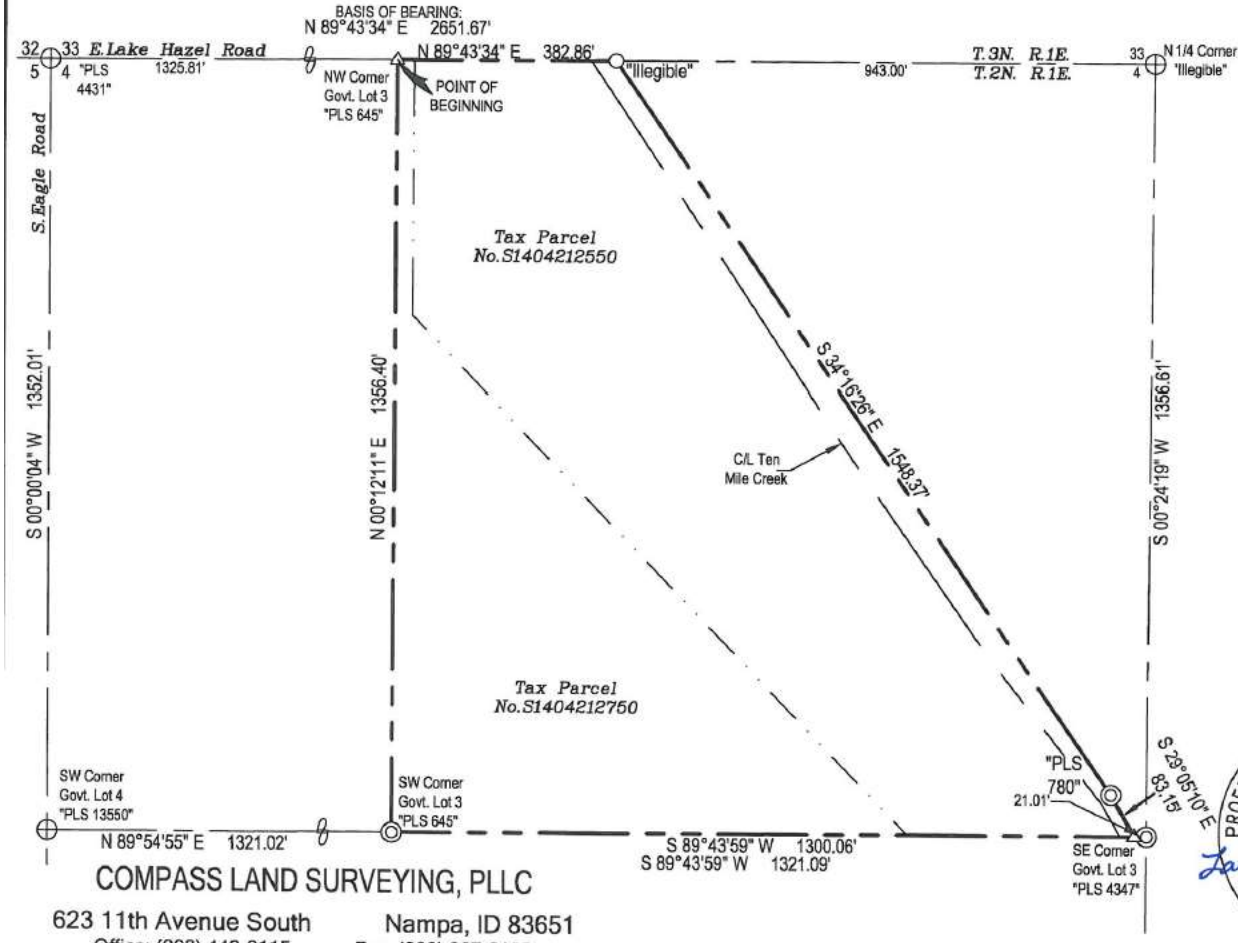 BASIS OF BEARING:
N 89°43'34" E 2651.67'
32 33 E.Lake Hazel Road
N 89°43'34" E 382.86'
5 4 "PLS
4431"
1325.81'
"Illegible"
943.00'
T.3N. R.1E.
T.2N. R.1E.
33
4
N 1/4 Corner
"Illegible"
NW Corner
Govt. Lot 3
"PLS 645"
POINT OF
BEGINNING
S.Eagle Road
Tax Parcel
No.S1404212550
S 00°00'04" W 1352.01'
N 00°12'11" E 1356.40'
S 34°16'26" E 1548.37'
S 00°24'19" W 1356.61'
C/L Ten
Mile Creek
Tax Parcel
No.S1404212750
"PLS
780"
21.01'
S 29°05'10" E
83.15'
SW Corner
Govt. Lot 4
"PLS 13550"
SW Corner
Govt. Lot 3
"PLS 645"
N 89°54'55" E 1321.02'
S 89°43'59" W 1300.06'
S 89°43'59" W 1321.09'
SE Corner
Govt. Lot 3
"PLS 4347"
COMPASS LAND SURVEYING, PLLC
623 11th Avenue South Nampa, ID 83651